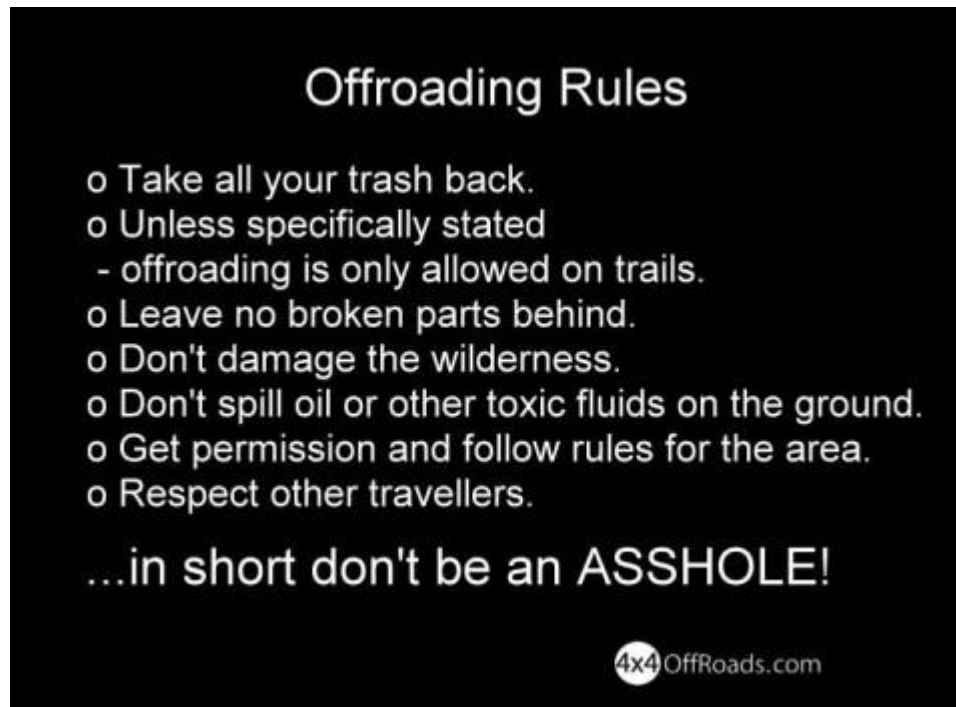 Offroading Rules
o Take all your trash back.
o Unless specifically stated
- offroading is only allowed on trails.
o Leave no broken parts behind.
o Don't damage the wilderness.
o Don't spill oil or other toxic fluids on the ground.
o Get permission and follow rules for the area.
o Respect other travellers.
...in short don't be an ASSHOLE!
4x4OffRoads.com